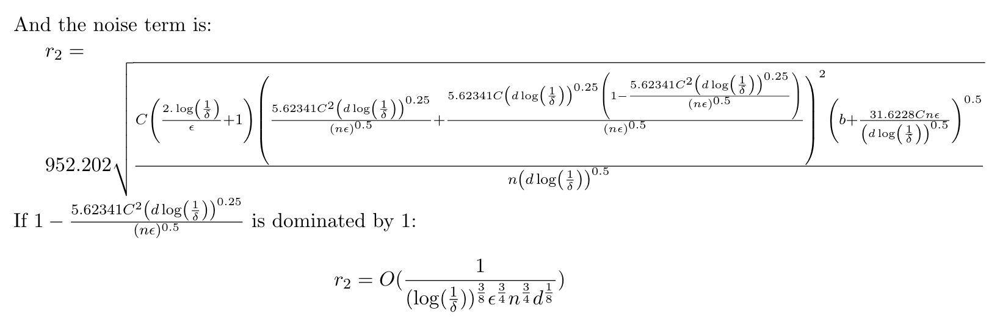 And the noise term is:
$r_2 =$
$952.202\sqrt{\frac{C\left(\frac{2.\log\left(\frac{1}{\delta}\right)}{\epsilon}+1\right)\left(\frac{5.62341C^2\left(d\log\left(\frac{1}{\delta}\right)\right)^{0.25}}{(n\epsilon)^{0.5}}+\frac{5.62341C\left(d\log\left(\frac{1}{\delta}\right)\right)^{0.25}\left(1-\frac{5.62341C^2\left(d\log\left(\frac{1}{\delta}\right)\right)^{0.25}}{(n\epsilon)^{0.5}}\right)}{(n\epsilon)^{0.5}}\right)^2\left(b+\frac{31.6228Cn\epsilon}{\left(d\log\left(\frac{1}{\delta}\right)\right)^{0.5}}\right)^{0.5}}{n\left(d\log\left(\frac{1}{\delta}\right)\right)^{0.5}}}$
If $1-\frac{5.62341C^2\left(d\log\left(\frac{1}{\delta}\right)\right)^{0.25}}{(n\epsilon)^{0.5}}$ is dominated by 1:
$r_2 = O(\frac{1}{(\log(\frac{1}{\delta}))^{\frac{3}{8}}\epsilon^{\frac{3}{4}}n^{\frac{3}{4}}d^{\frac{1}{8}}})$